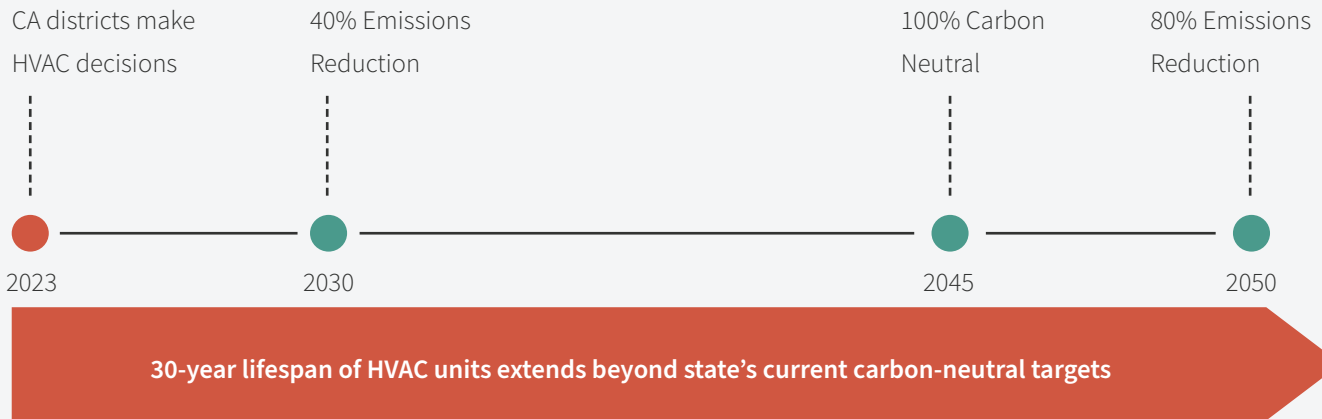 CA districts make
HVAC decisions
40% Emissions
Reduction
100% Carbon
Neutral
80% Emissions
Reduction
2023
2030
2045
2050
30-year lifespan of HVAC units extends beyond state’s current carbon-neutral targets